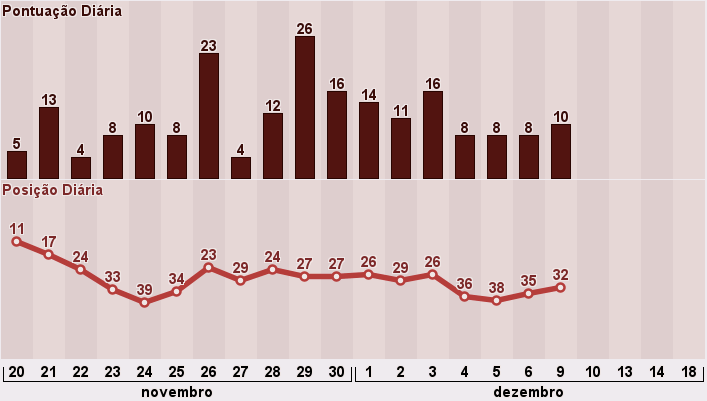 Pontuação Diária
5 13 4 8 10 8 23 4 12 26 16 14 11 16 8 8 8 10
Posição Diária
11 17 24 33 39 34 23 29 24 27 27 26 29 26 36 38 35 32
20 21 22 23 24 25 26 27 28 29 30 1 2 3 4 5 6 9 10 13 14 18
novembro dezembro